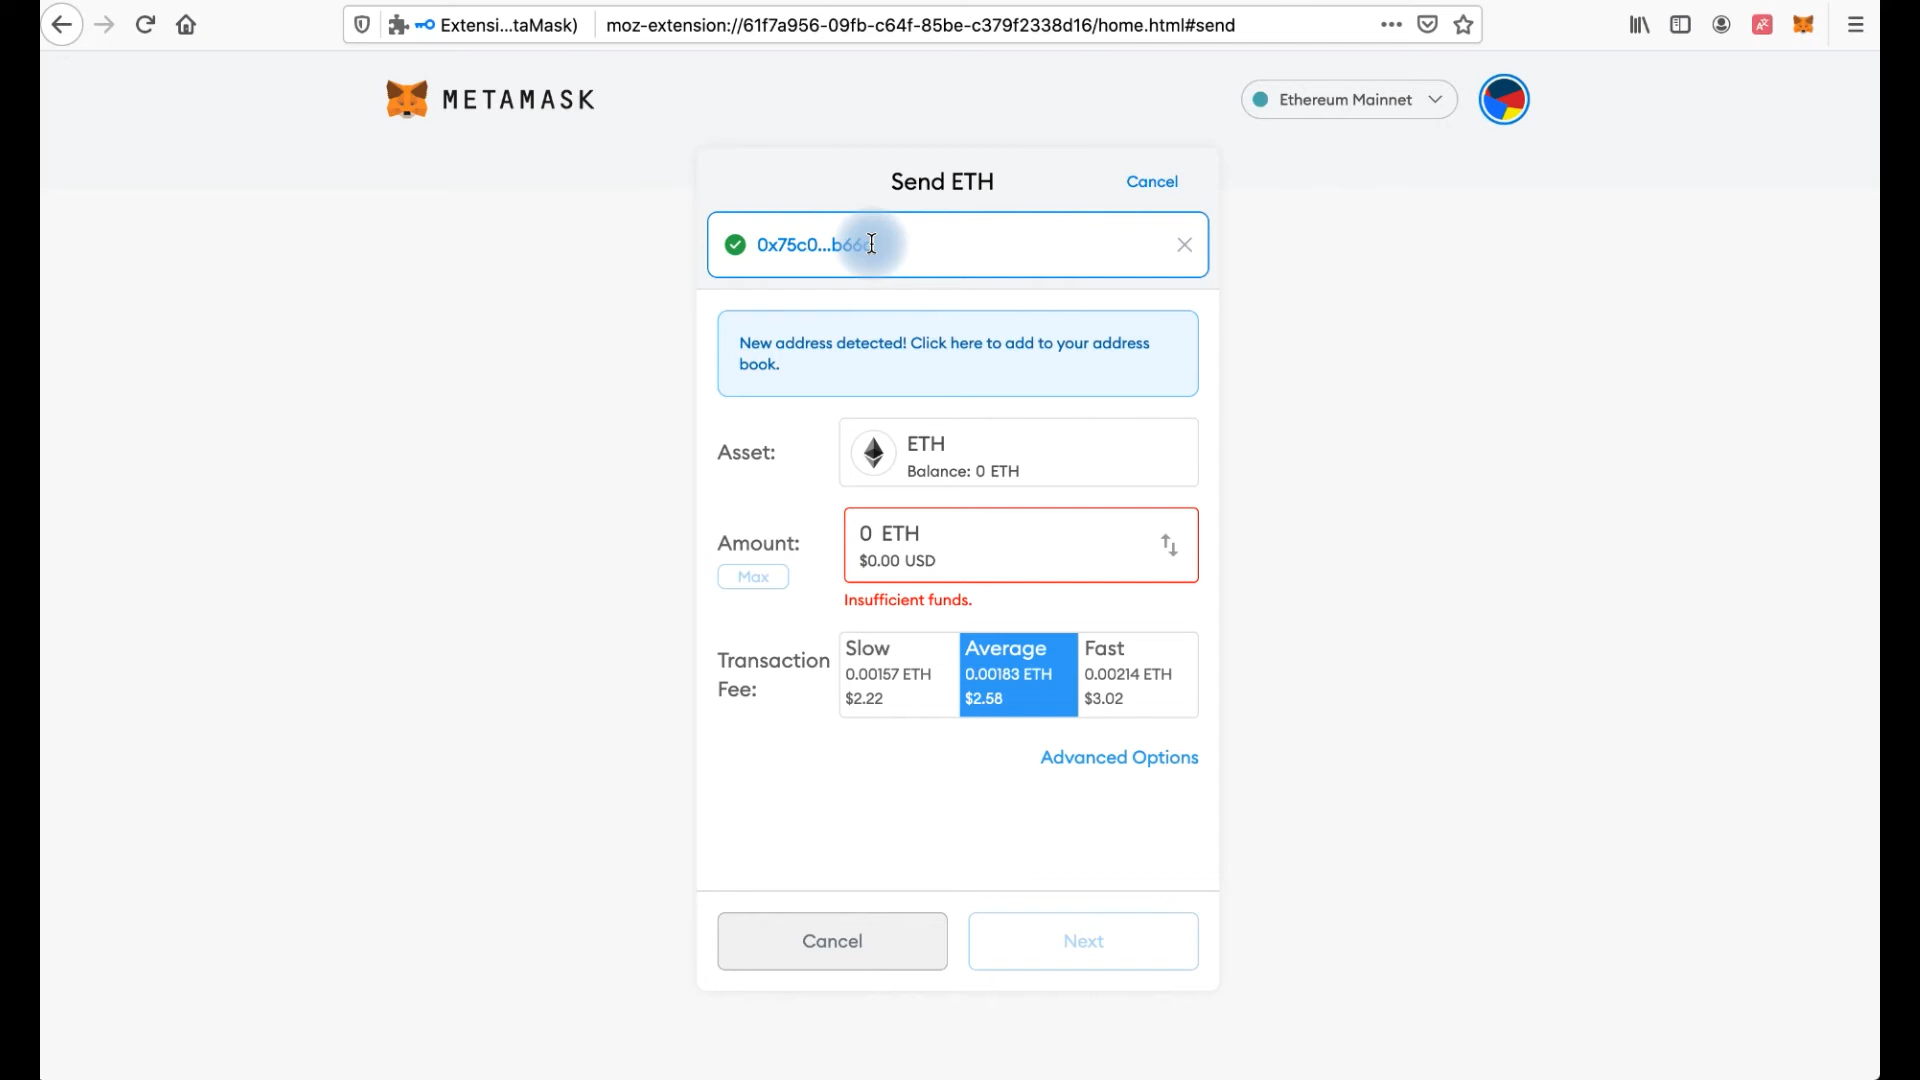 Extensi...taMask)
moz-extension://61f7a956-09fb-c64f-85be-c379f2338d16/home.html#send
METAMASK
Ethereum Mainnet
Send ETH
Cancel
New address detected! Click here to add to your address
book.
Asset:
ETH
Balance: 0 ETH
Amount:
Max
0 ETH
$0.00 USD
Insufficient funds.
Transaction
Fee:
Slow
0.00157 ETH
$2.22
Average
0.00183 ETH
$2.58
Fast
0.00214 ETH
$3.02
Advanced Options
Cancel
Next